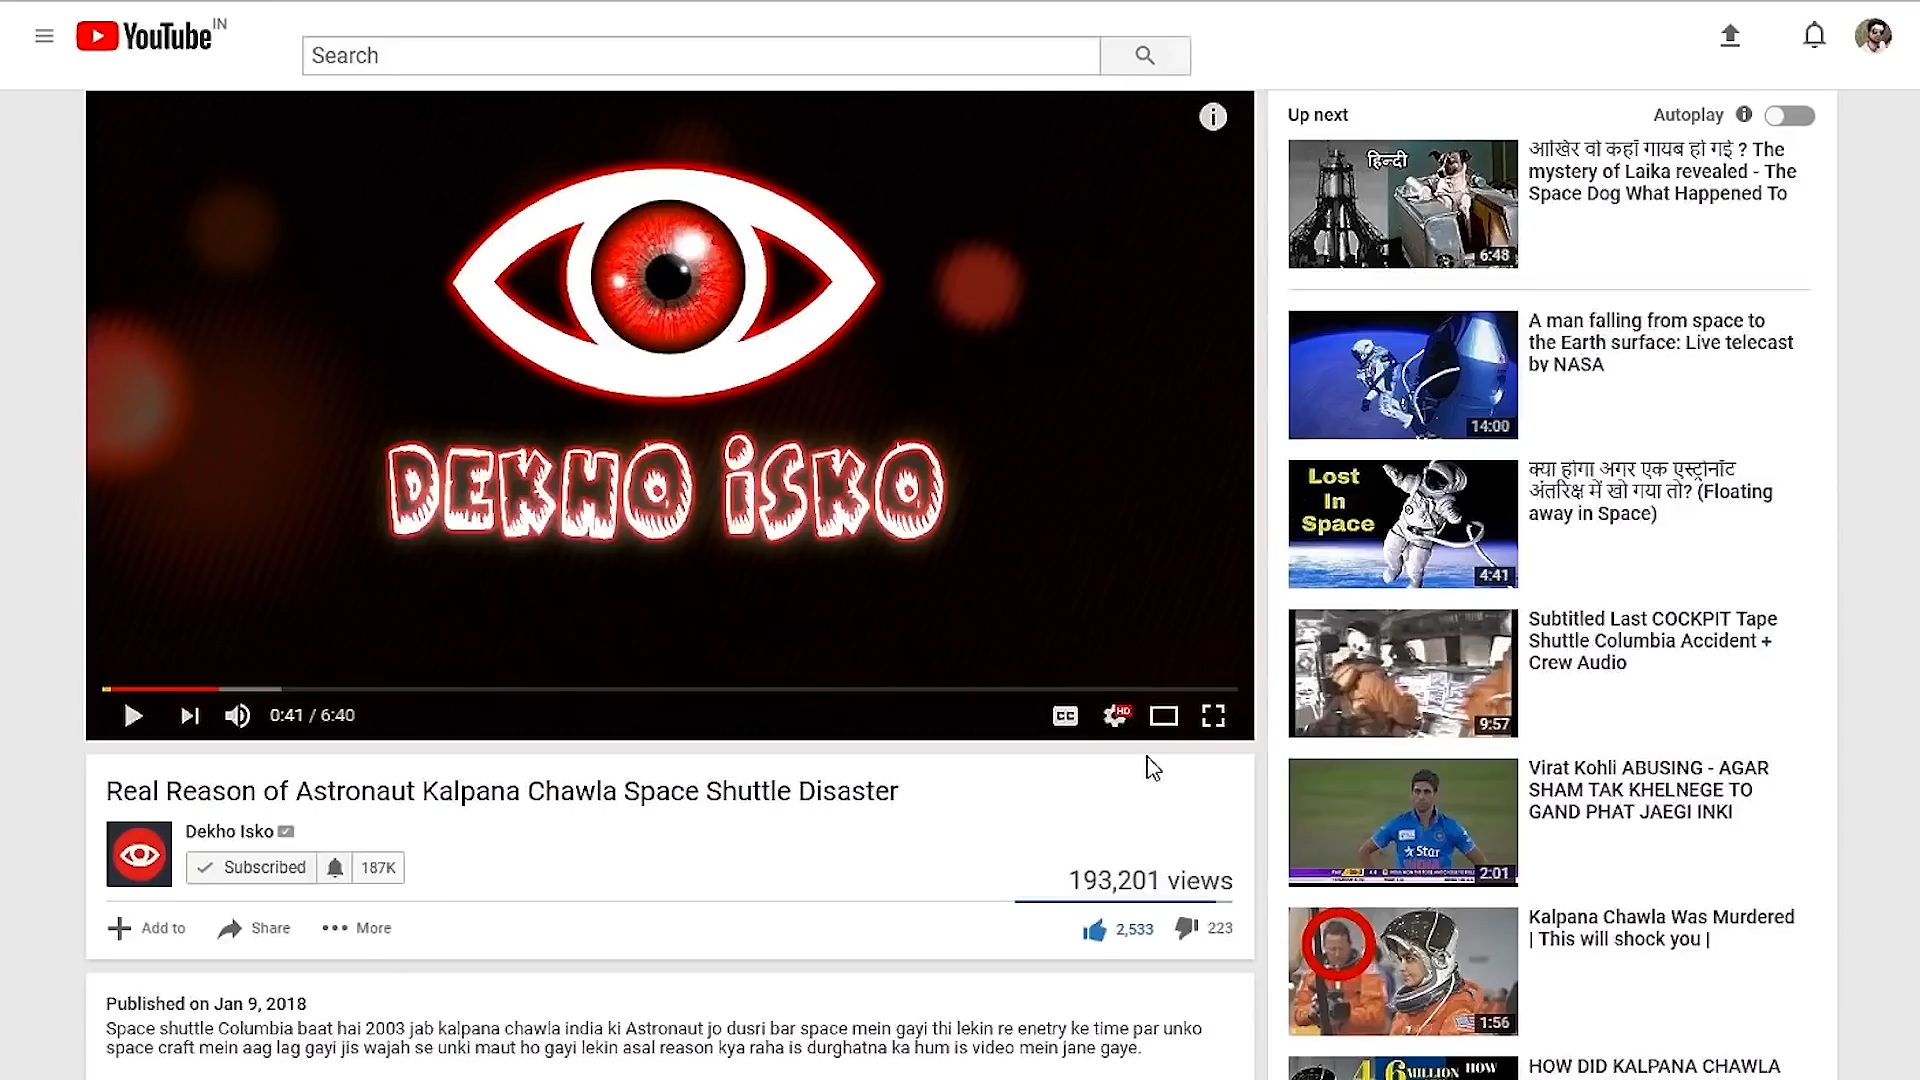 YouTube IN
Search
Up next
Autoplay
DEKHO iSKO
0:41 / 6:40
CC
HD
Real Reason of Astronaut Kalpana Chawla Space Shuttle Disaster
Dekho Isko
Subscribed
187K
193,201 views
Add to
Share
More
2,533
223
Published on Jan 9, 2018
Space shuttle Columbia baat hai 2003 jab kalpana chawla india ki Astronaut jo dusri bar space mein gayi thi lekin re enetry ke time par unko
space craft mein aag lag gayi jis wajah se unki maut ho gayi lekin asal reason kya raha is durghatna ka hum is video mein jane gaye.
हिन्दी
6:48
आखिर वो कहाँ गायब हो गई ? The
mystery of Laika revealed - The
Space Dog What Happened To
14:00
A man falling from space to
the Earth surface: Live telecast
by NASA
Lost
In
Space
4:41
क्या होगा अगर एक एस्ट्रोनॉट
अंतरिक्ष में खो गया तो? (Floating
away in Space)
9:57
Subtitled Last COCKPIT Tape
Shuttle Columbia Accident +
Crew Audio
Star
INDIA
2:01
Virat Kohli ABUSING - AGAR
SHAM TAK KHELNEGE TO
GAND PHAT JAEGI INKI
1:56
Kalpana Chawla Was Murdered
| This will shock you |
MILLION HOW
HOW DID KALPANA CHAWLA